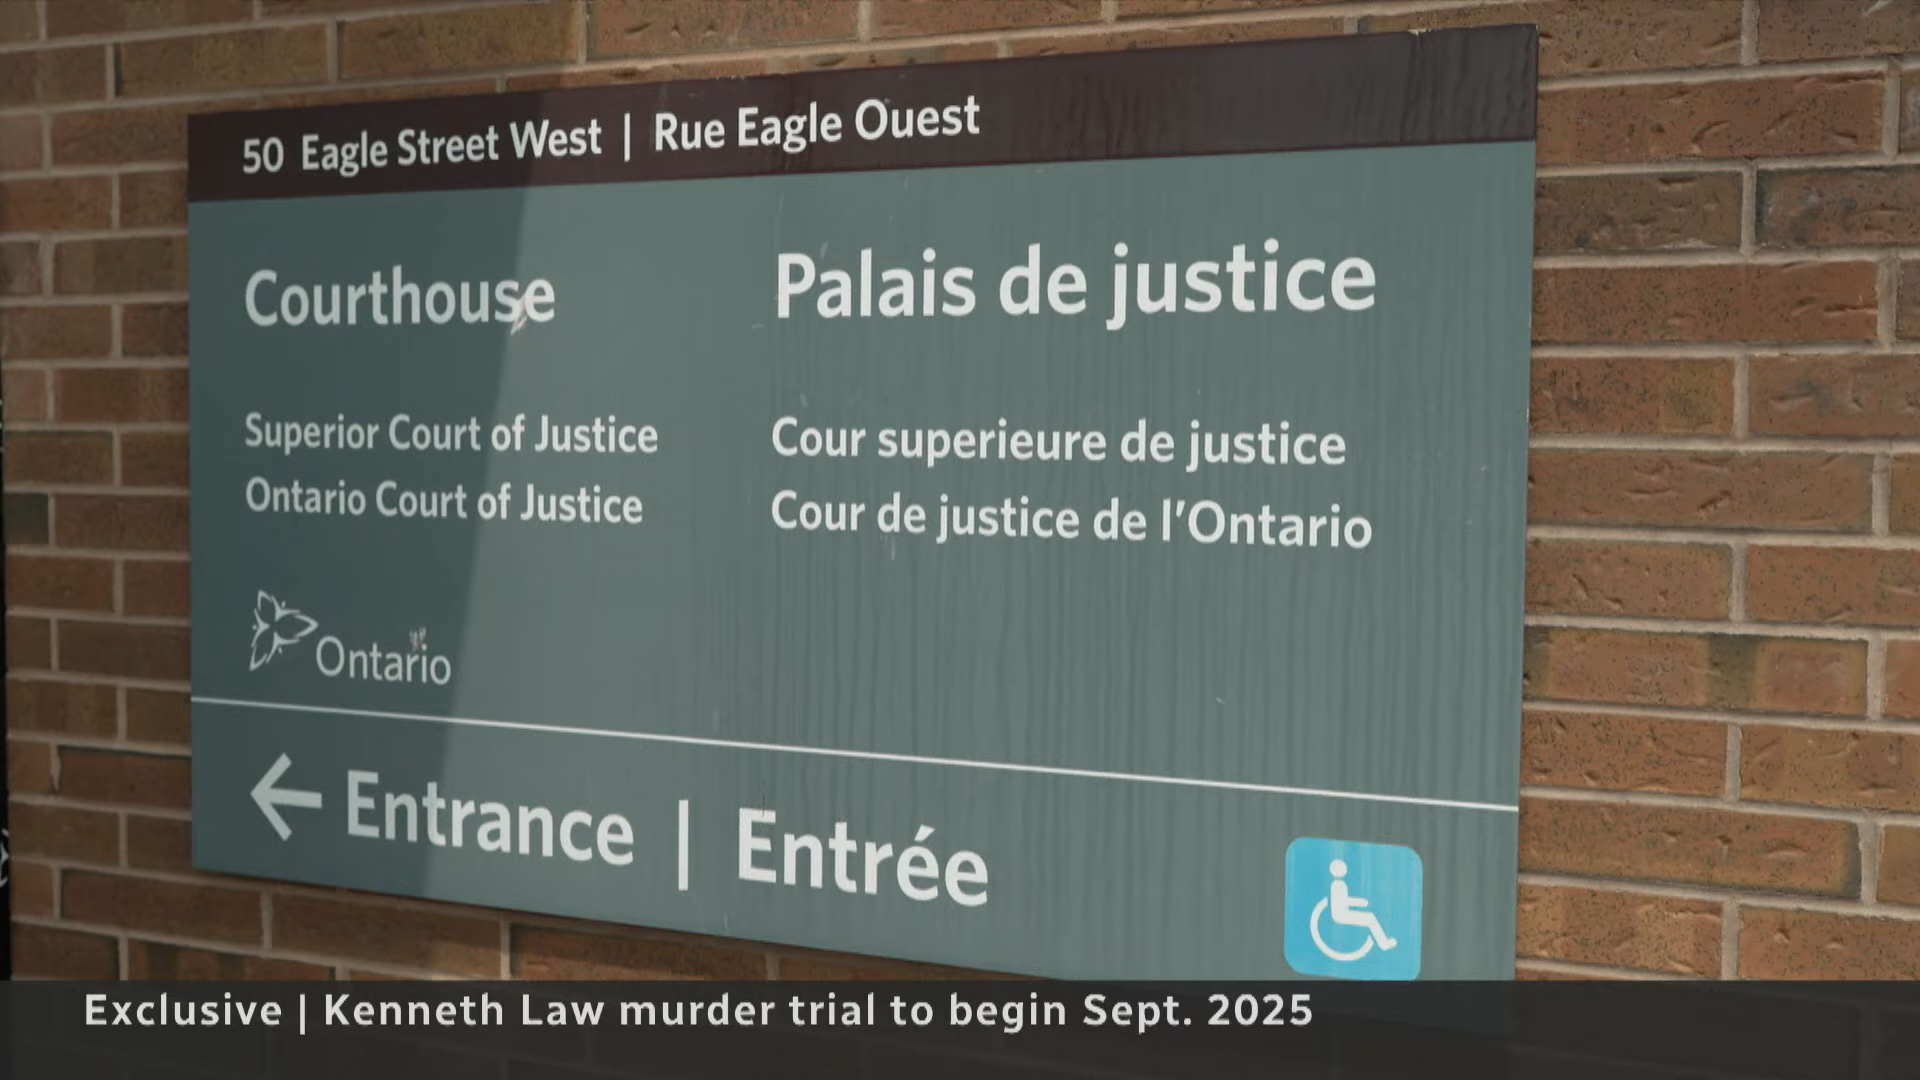 50 Eagle Street West | Rue Eagle Ouest
Courthouse
Palais de justice
Superior Court of Justice
Cour superieure de justice
Ontario Court of Justice
Cour de justice de l'Ontario
Ontario
Entrance | Entrée
Exclusive | Kenneth Law murder trial to begin Sept. 2025